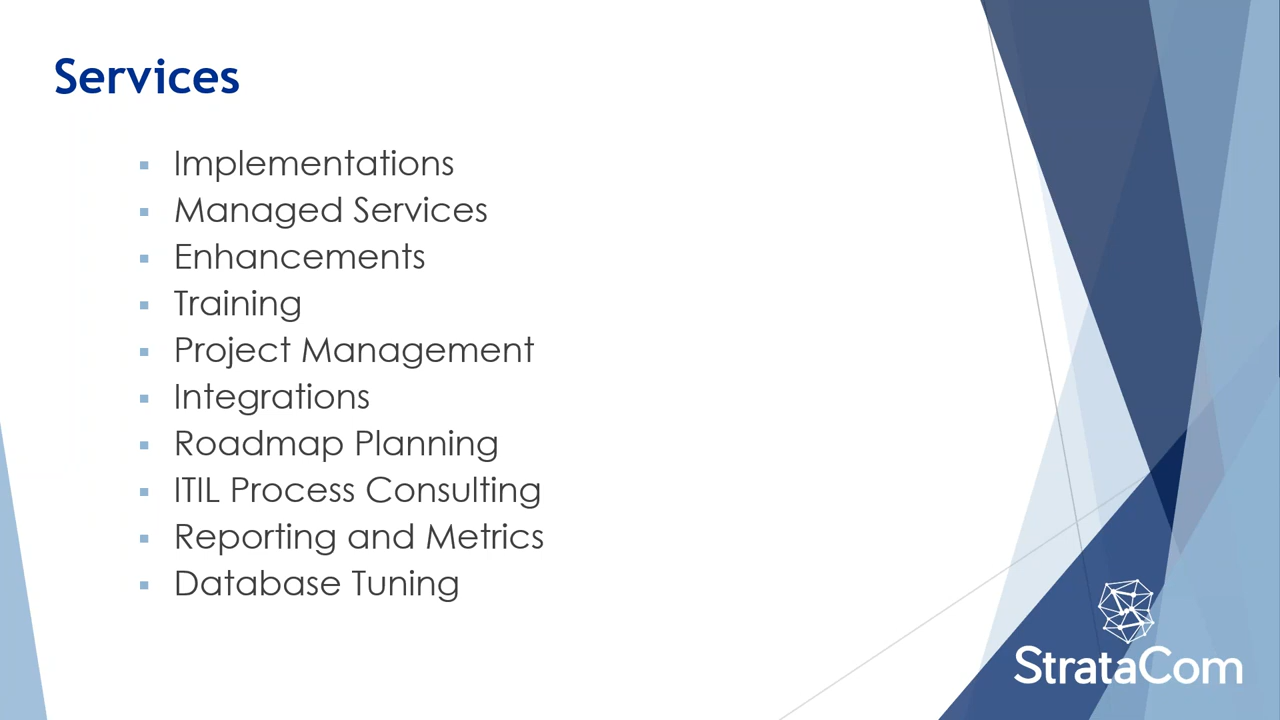 Services
Implementations
Managed Services
Enhancements
Training
Project Management
Integrations
Roadmap Planning
ITIL Process Consulting
Reporting and Metrics
Database Tuning
StrataCom